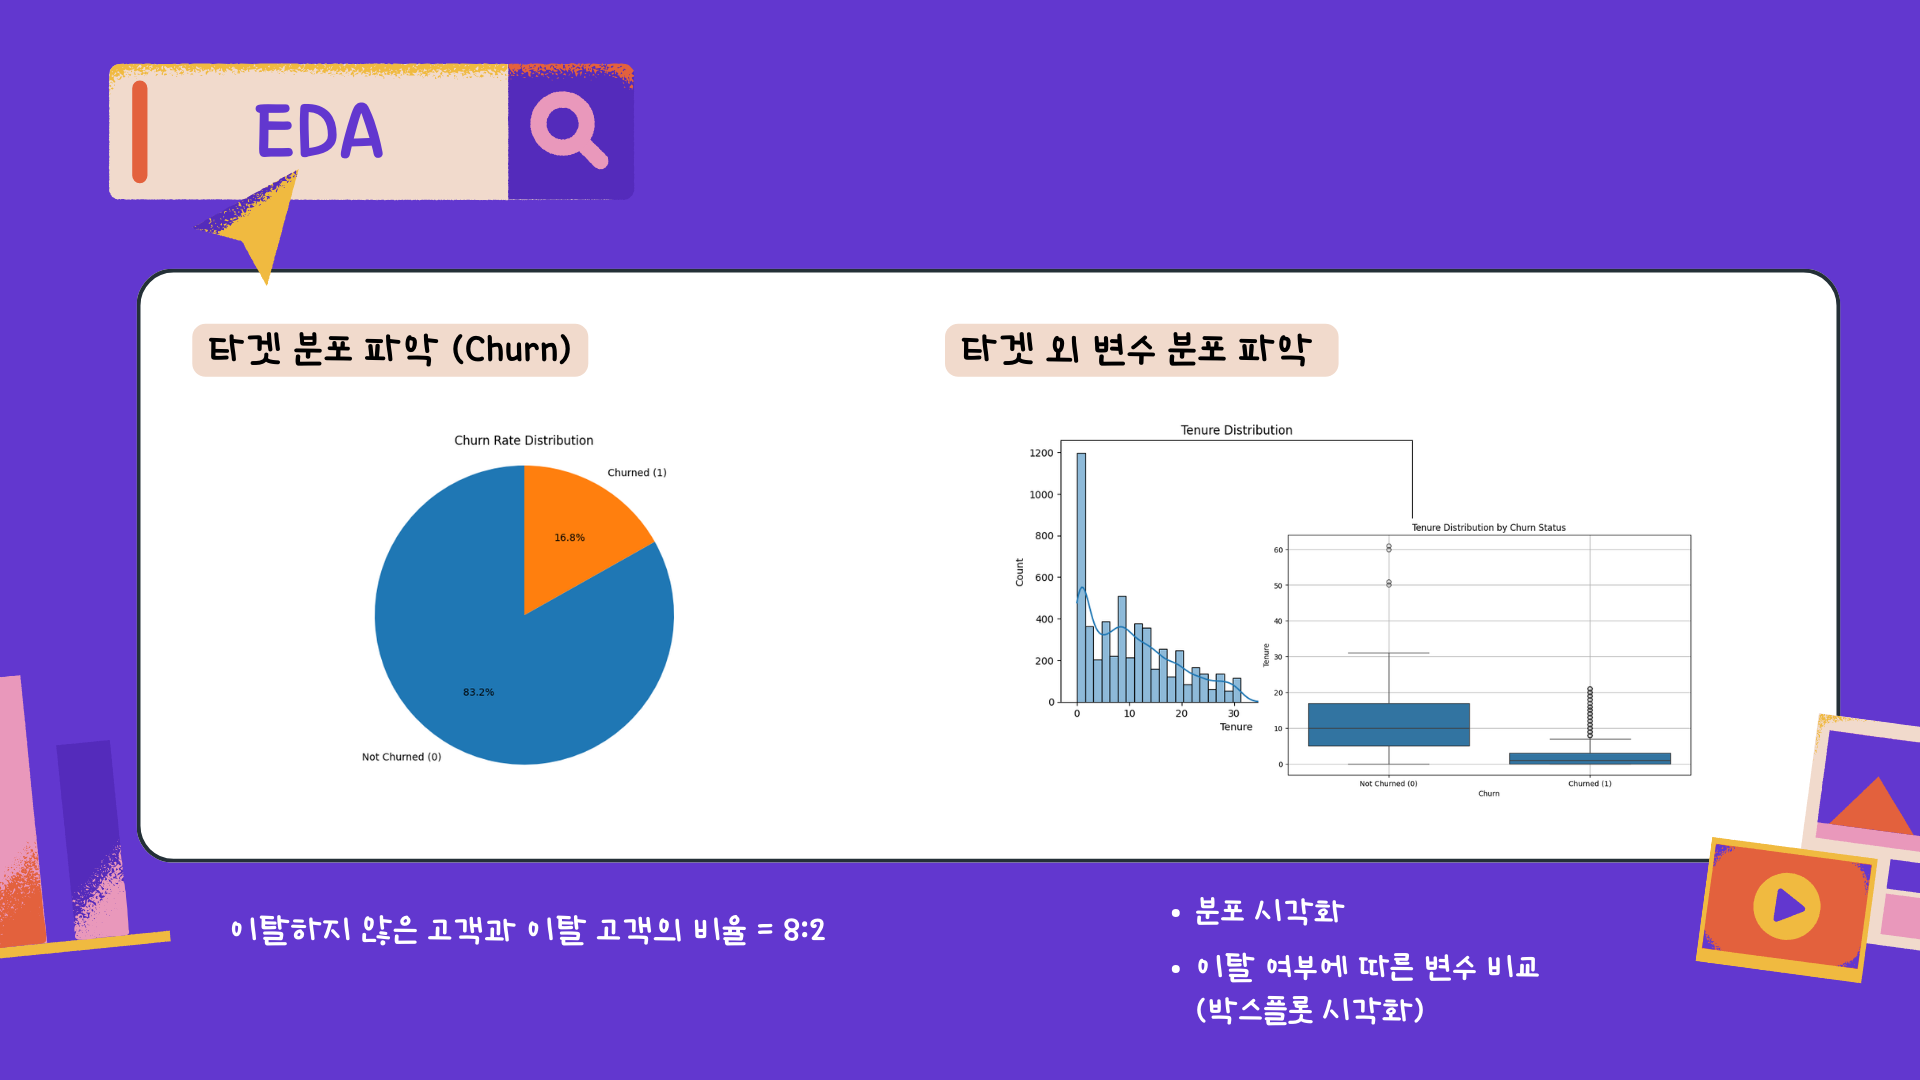 EDA
타겟 분포 파악 (Churn)
Churn Rate Distribution
Churned (1)
16.8%
83.2%
Not Churned (0)
타겟 외 변수 분포 파악
Tenure Distribution
1200
1000
800
600
400
200
0
Count
0 10 20 30
Tenure
Tenure Distribution by Churn Status
60
50
40
30
20
10
0
Tenure
Not Churned (0) Churned (1)
Churn
이탈하지 않은 고객과 이탈 고객의 비율 = 8:2
• 분포 시각화
• 이탈 여부에 따른 변수 비교
(박스플롯 시각화)